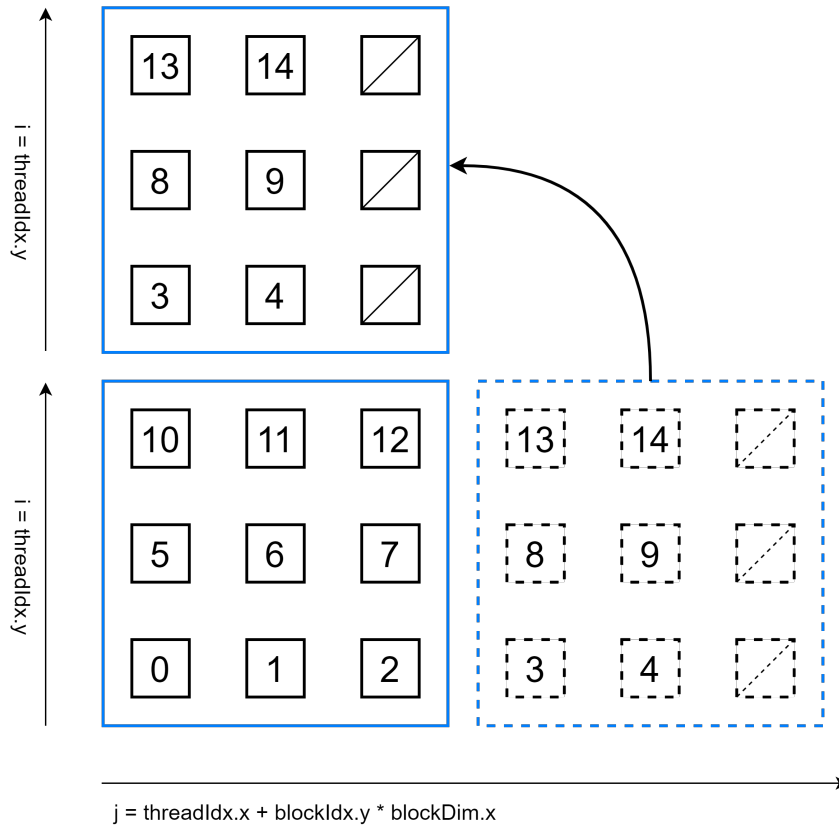 13 14
8 9
3 4
i = threadIdx.y
10 11 12
5 6 7
0 1 2
i = threadIdx.y
13 14
8 9
3 4
j = threadIdx.x + blockIdx.y * blockDim.x